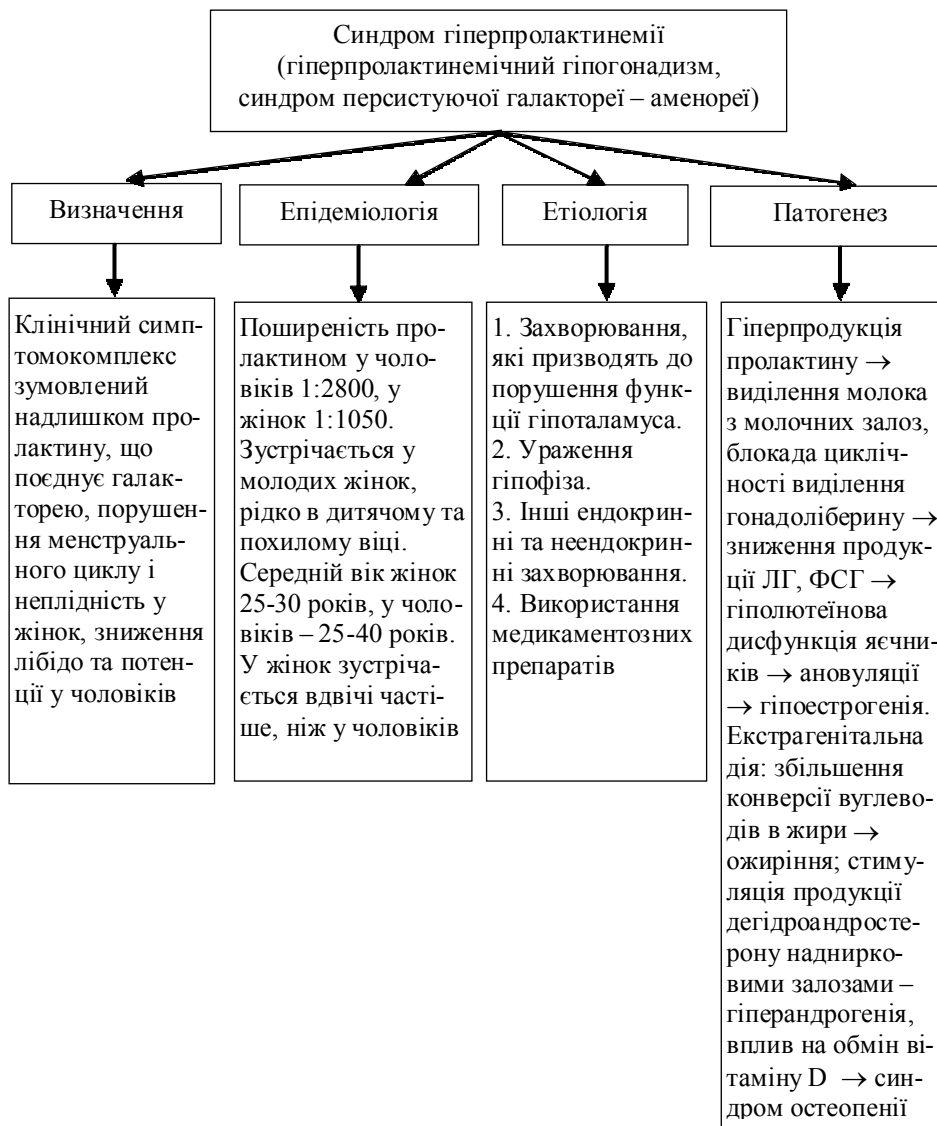 Синдром гіперпролактинемії
(гіперпролактинемічний гіпогонадизм,
синдром персистуючої галактореї – аменореї)
Визначення
Епідеміологія
Етіологія
Патогенез
Клінічний симп-
томокомплекс
зумовлений
надлишком про-
лактину, що
поєднує галак-
торею, порушен-
ня менструаль-
ного циклу і
неплідність у
жінок, зниження
лібідо та потен-
ції у чоловіків
Поширеність про-
лактином у чоло-
віків 1:2800, у
жінок 1:1050.
Зустрічається у
молодих жінок,
рідко в дитячому та
похилому віці.
Середній вік жінок
25-30 років, у чоло-
віків – 25-40 років.
У жінок зустріча-
ється вдвічі часті-
ше, ніж у чоловіків
1. Захворювання,
які призводять до
порушення функ-
ції гіпоталамуса.
2. Ураження
гіпофіза.
3. Інші ендокрин-
ні та неендокрин-
ні захворювання.
4. Використання
медикаментозних
препаратів
Гіперпродукція
пролактину →
виділення молока
з молочних залоз,
блокада цикліч-
ності виділення
гонадоліберину →
зниження продук-
ції ЛГ, ФСГ →
гіполютеїнова
дисфункція яєчни-
ків → ановуляції
→ гіпоестрогенія.
Екстрагенітальна
дія: збільшення
конверсії вуглево-
дів в жири →
ожиріння; стиму-
ляція продукції
дегідроандросте-
рону наднирко-
вими залозами –
гіперандрогенія,
вплив на обмін ві-
таміну D → син-
дром остеопенії